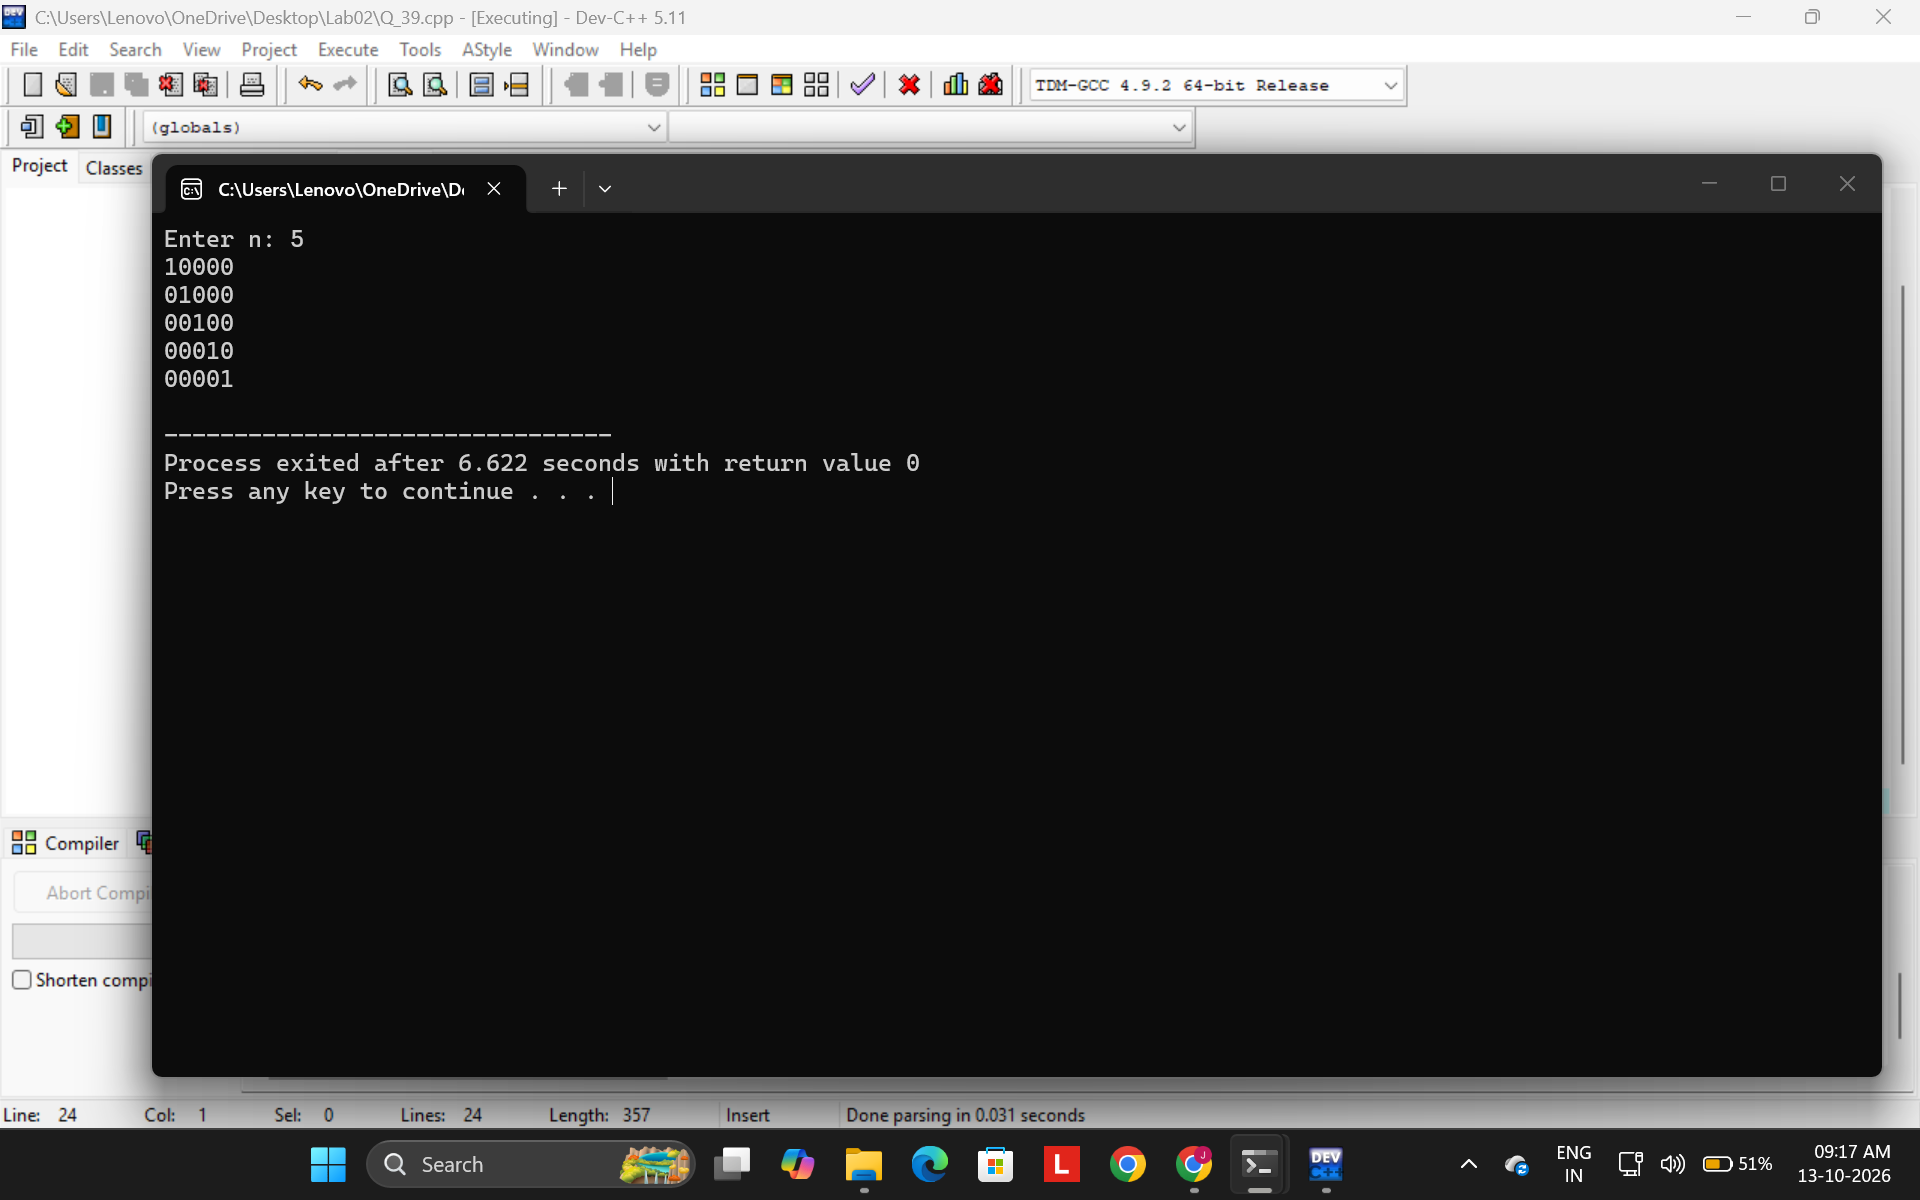 C:\Users\Lenovo\OneDrive\Desktop\Lab02\Q_39.cpp - [Executing] - Dev-C++ 5.11
File Edit Search View Project Execute Tools AStyle Window Help
TDM-GCC 4.9.2 64-bit Release
(globals)
Project Classes
C:\Users\Lenovo\OneDrive\De
Enter n: 5
10000
01000
00100
00010
00001
--------------------------------
Process exited after 6.622 seconds with return value 0
Press any key to continue . . .
Compiler
Abort Compi
Shorten compi
Line: 24 Col: 1 Sel: 0 Lines: 24 Length: 357 Insert Done parsing in 0.031 seconds
Search
L
J
DEV
C++
ENG
IN
51%
09:17 AM
13-10-2026